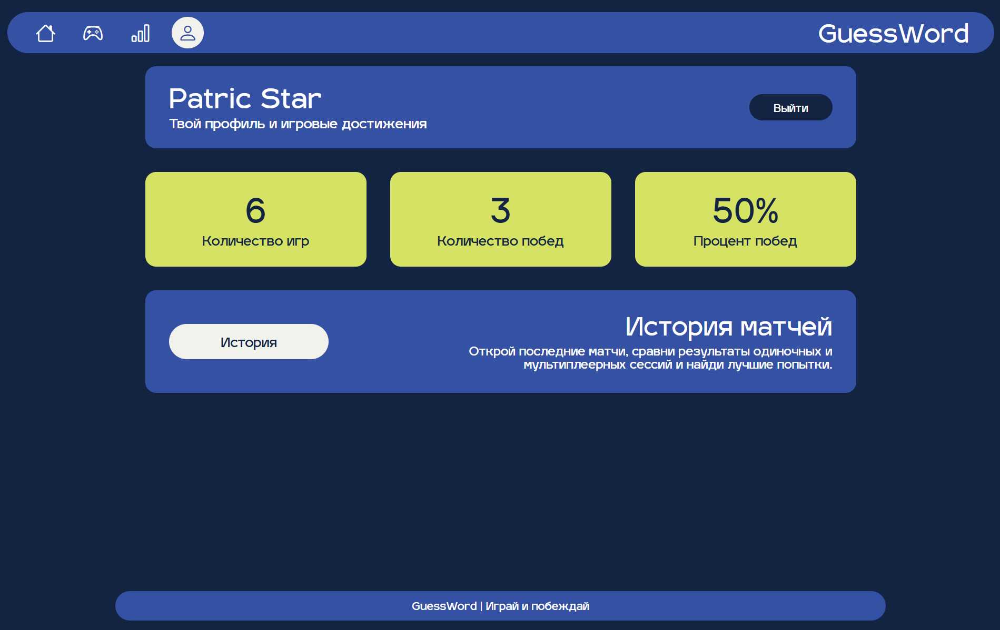 GuessWord
Patric Star
Твой профиль и игровые достижения
Выйти
6
Количество игр
3
Количество побед
50%
Процент побед
История
История матчей
Открой последние матчи, сравни результаты одиночных и
мультиплеерных сессий и найди лучшие попытки.
GuessWord | Играй и побеждай